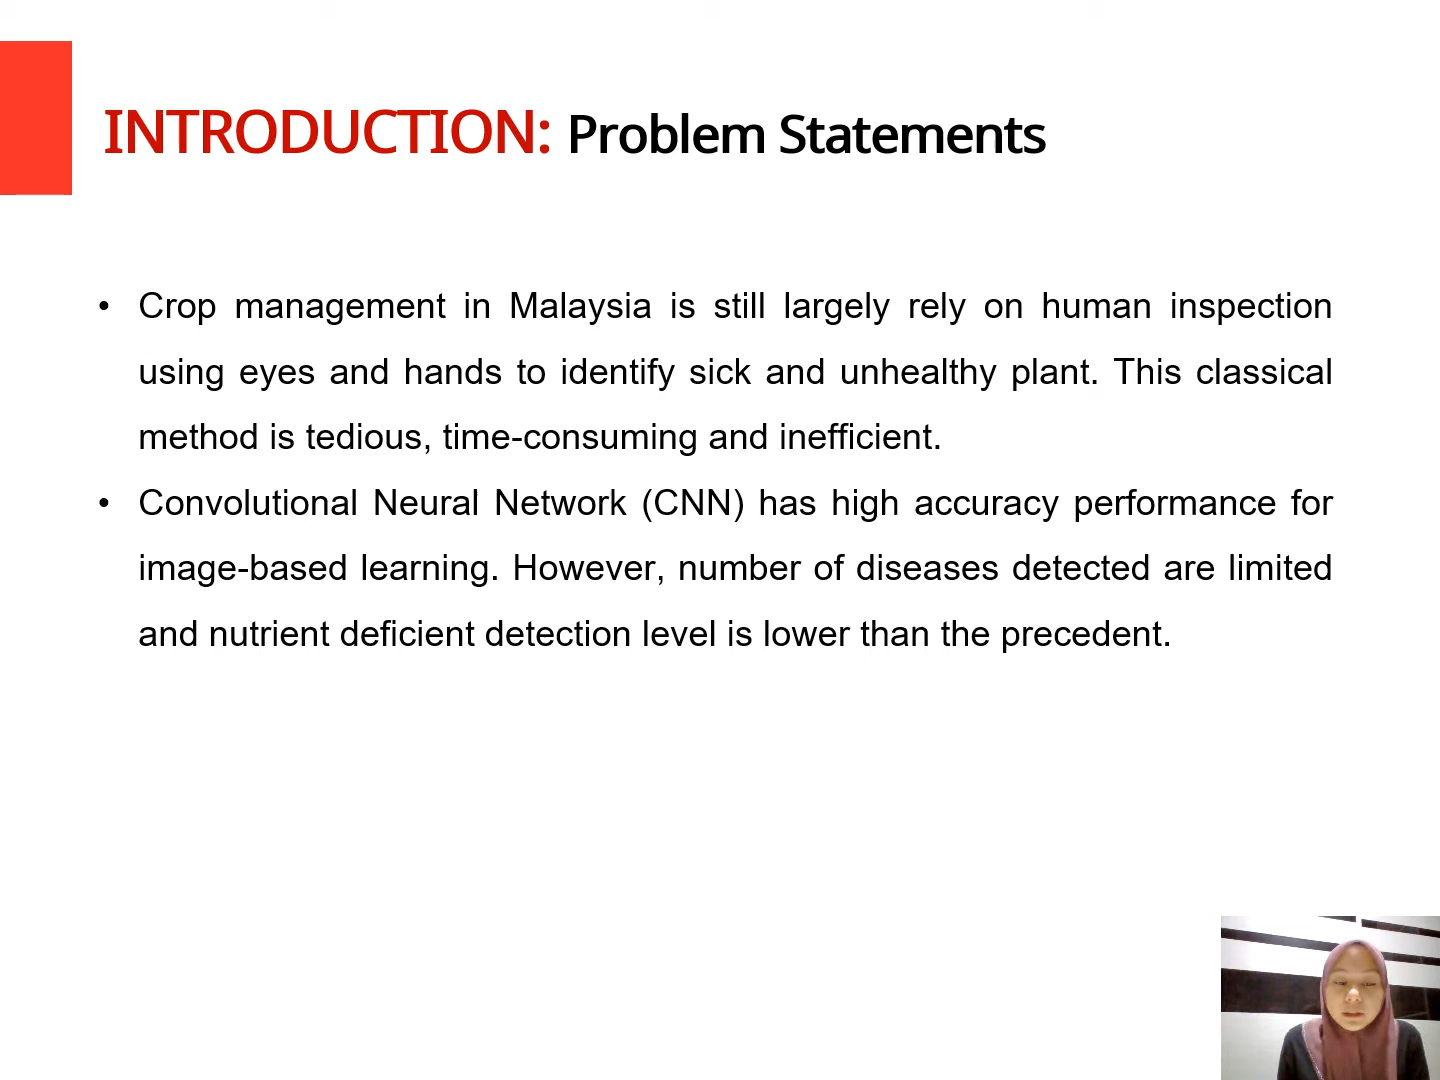 INTRODUCTION: Problem Statements
• Crop management in Malaysia is still largely rely on human inspection
using eyes and hands to identify sick and unhealthy plant. This classical
method is tedious, time-consuming and inefficient.
• Convolutional Neural Network (CNN) has high accuracy performance for
image-based learning. However, number of diseases detected are limited
and nutrient deficient detection level is lower than the precedent.